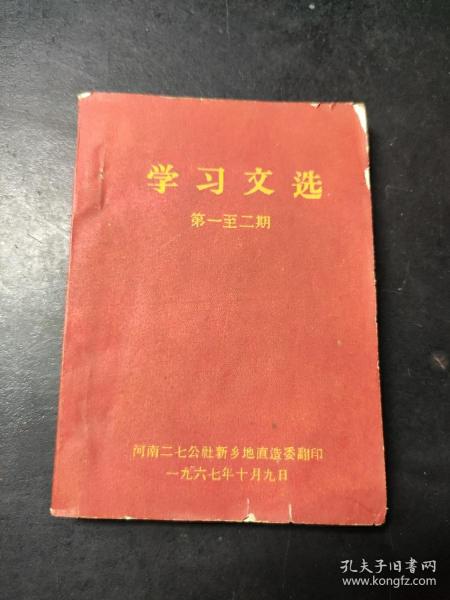 学习文选
第一至二期
河南二七公社新乡地直造委翻印
一九六七年十月九日
孔夫子旧书网
www.kongfz.com